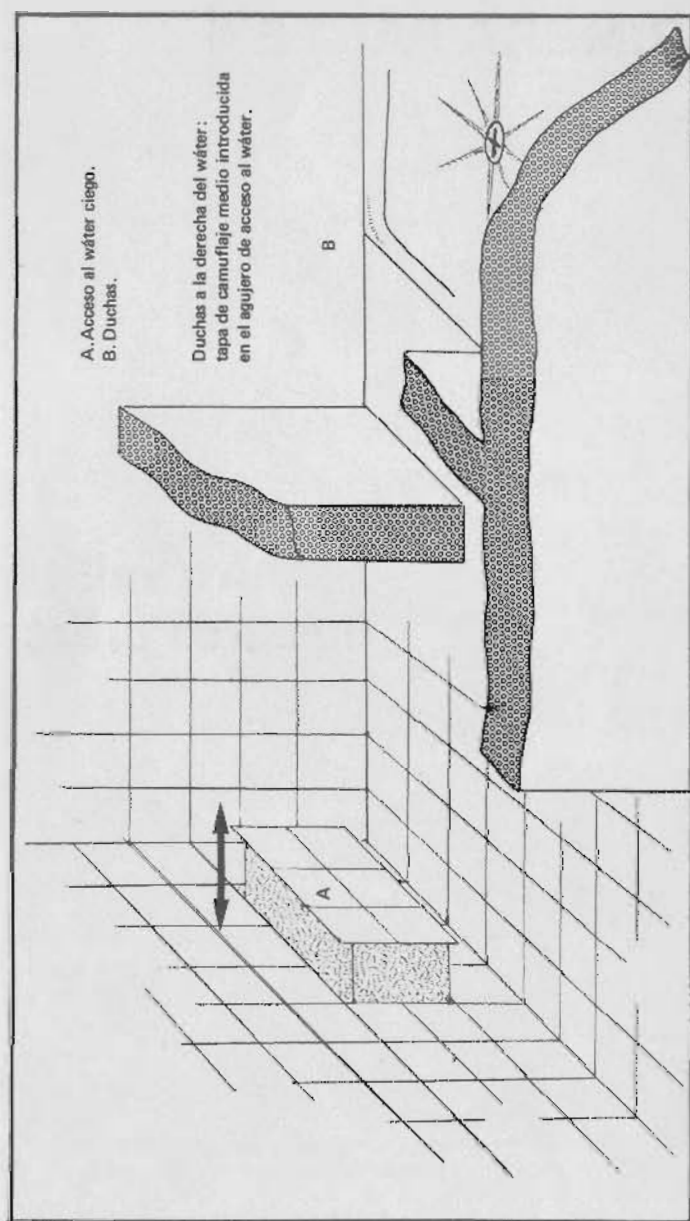 A. Acceso al wáter ciego.
B. Duchas.
Duchas a la derecha del wáter:
tapa de camuflaje medio introducida
en el agujero de acceso al wáter.
A
B